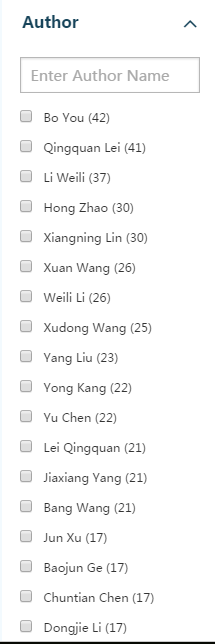 Author
Enter Author Name
Bo You (42)
Qingquan Lei (41)
Li Weili (37)
Hong Zhao (30)
Xiangning Lin (30)
Xuan Wang (26)
Weili Li (26)
Xudong Wang (25)
Yang Liu (23)
Yong Kang (22)
Yu Chen (22)
Lei Qingquan (21)
Jiaxiang Yang (21)
Bang Wang (21)
Jun Xu (17)
Baojun Ge (17)
Chuntian Chen (17)
Dongjie Li (17)